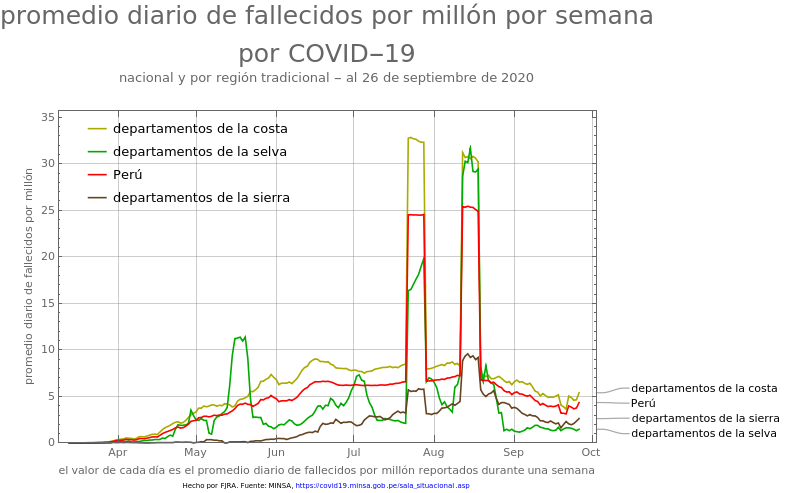 promedio diario de fallecidos por millón por semana
por COVID−19
nacional y por región tradicional − al 26 de septiembre de 2020
promedio diario de fallecidos por millón
35
30
25
20
15
10
5
0
departamentos de la costa
departamentos de la selva
Perú
departamentos de la sierra
Apr May Jun Jul Aug Sep Oct
departamentos de la costa
Perú
departamentos de la sierra
departamentos de la selva
el valor de cada día es el promedio diario de fallecidos por millón reportados durante una semana
Hecho por FJRA. Fuente: MINSA, https://covid19.minsa.gob.pe/sala_situacional.asp